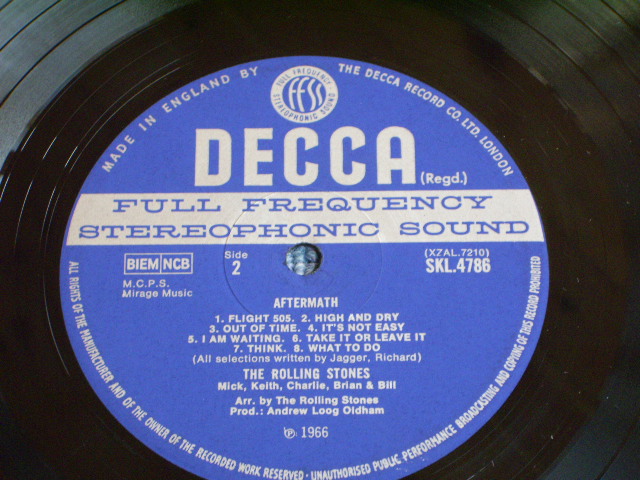 MADE IN ENGLAND BY
FULL FREQUENCY
ffss
STEREOPHONIC SOUND
THE DECCA RECORD CO. LTD. LONDON
DECCA (Regd.)
FULL FREQUENCY
STEREOPHONIC SOUND
BIEM NCB
M.C.P.S.
Mirage Music
Side
2
(XZAL.7210)
SKL.4786
AFTERMATH
1. FLIGHT 505. 2. HIGH AND DRY
3. OUT OF TIME. 4. IT'S NOT EASY
5. I AM WAITING. 6. TAKE IT OR LEAVE IT
7. THINK. 8. WHAT TO DO
(All selections written by Jagger, Richard)
THE ROLLING STONES
Mick, Keith, Charlie, Brian & Bill
Arr. by The Rolling Stones
Prod.: Andrew Loog Oldham
℗ 1966
ALL RIGHTS OF THE MANUFACTURER AND OF THE OWNER OF THE RECORDED WORK RESERVED · UNAUTHORISED PUBLIC PERFORMANCE BROADCASTING AND COPYING OF THIS RECORD PROHIBITED